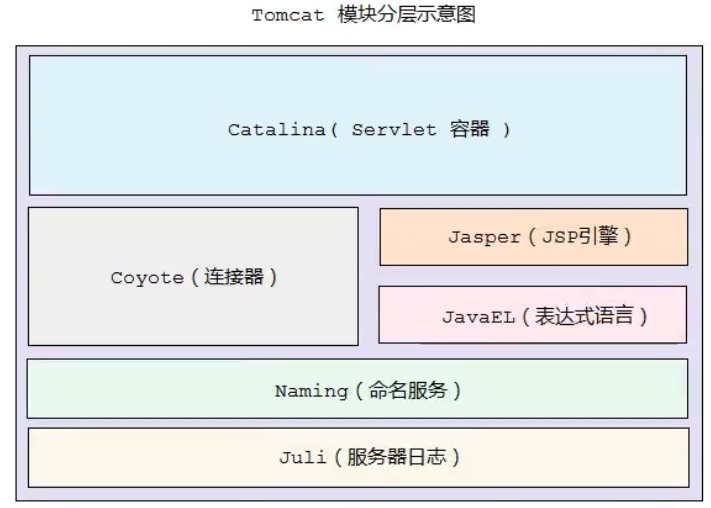 Tomcat 模块分层示意图
Catalina( Servlet 容器 )
Coyote（连接器）
Jasper（JSP引擎）
JavaEL（表达式语言）
Naming（命名服务）
Juli（服务器日志）